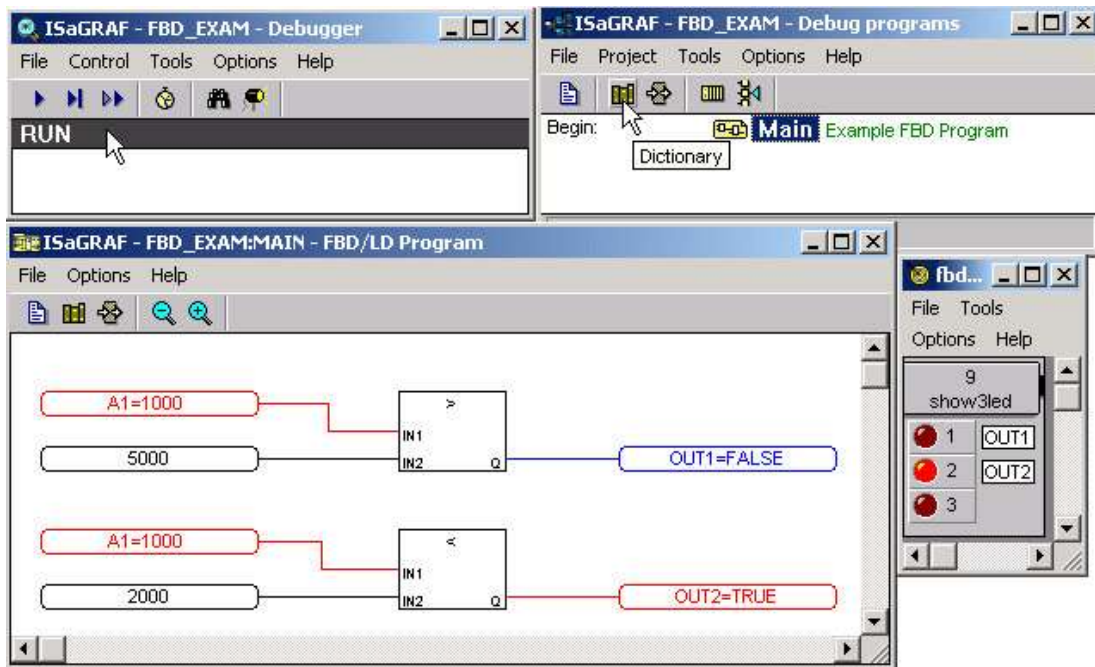 ISaGRAF - FBD_EXAM - Debugger
File Control Tools Options Help
RUN
ISaGRAF - FBD_EXAM - Debug programs
File Project Tools Options Help
Begin: Main Example FBD Program
Dictionary
ISaGRAF - FBD_EXAM:MAIN - FBD/LD Program
File Options Help
A1=1000
>
IN1
5000
IN2 Q
OUT1=FALSE
A1=1000
<
IN1
2000
IN2 Q
OUT2=TRUE
fbd...
File Tools
Options Help
9
show3led
1 OUT1
2 OUT2
3